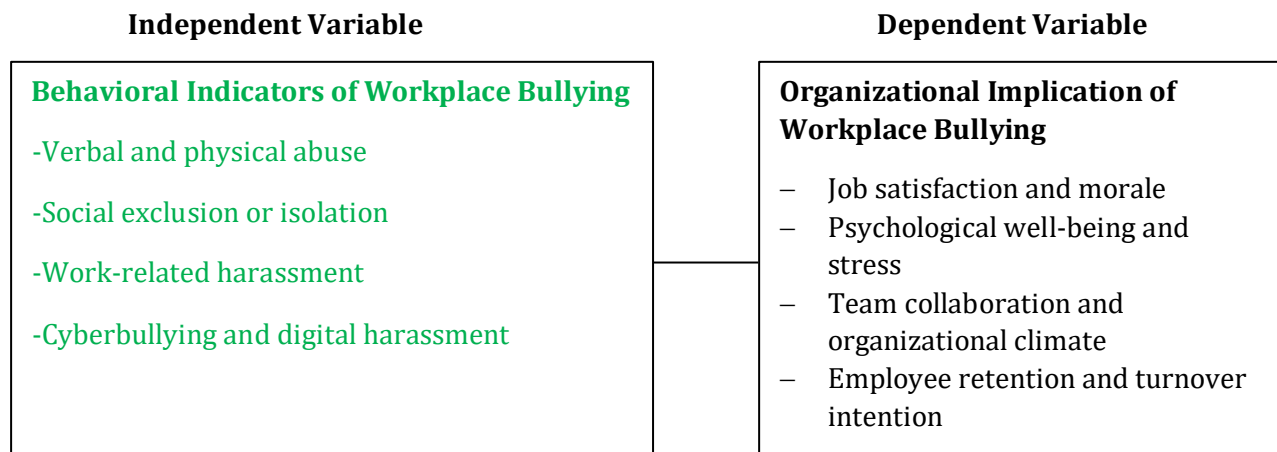 Independent Variable
Dependent Variable
Behavioral Indicators of Workplace Bullying
-Verbal and physical abuse
-Social exclusion or isolation
-Work-related harassment
-Cyberbullying and digital harassment
Organizational Implication of
Workplace Bullying
– Job satisfaction and morale
– Psychological well-being and
stress
– Team collaboration and
organizational climate
– Employee retention and turnover
intention